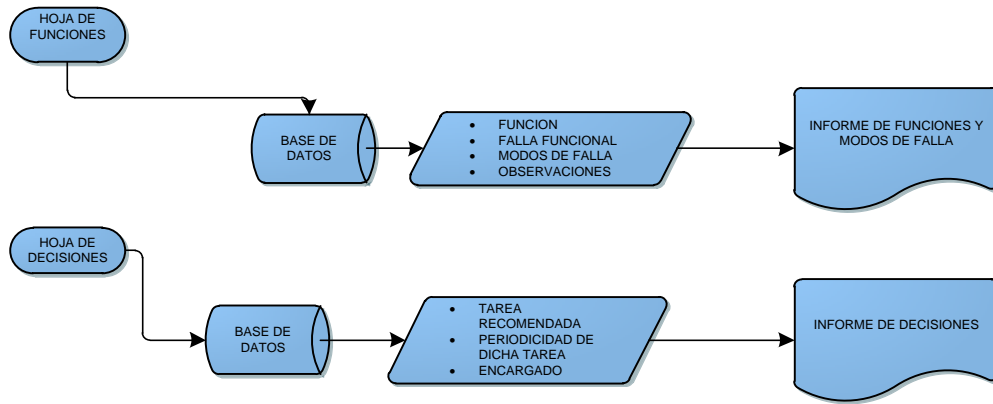 HOJA DE
FUNCIONES
BASE DE
DATOS
• FUNCION
• FALLA FUNCIONAL
• MODOS DE FALLA
• OBSERVACIONES
INFORME DE FUNCIONES Y
MODOS DE FALLA
HOJA DE
DECISIONES
BASE DE
DATOS
• TAREA
RECOMENDADA
• PERIODICIDAD DE
DICHA TAREA
• ENCARGADO
INFORME DE DECISIONES